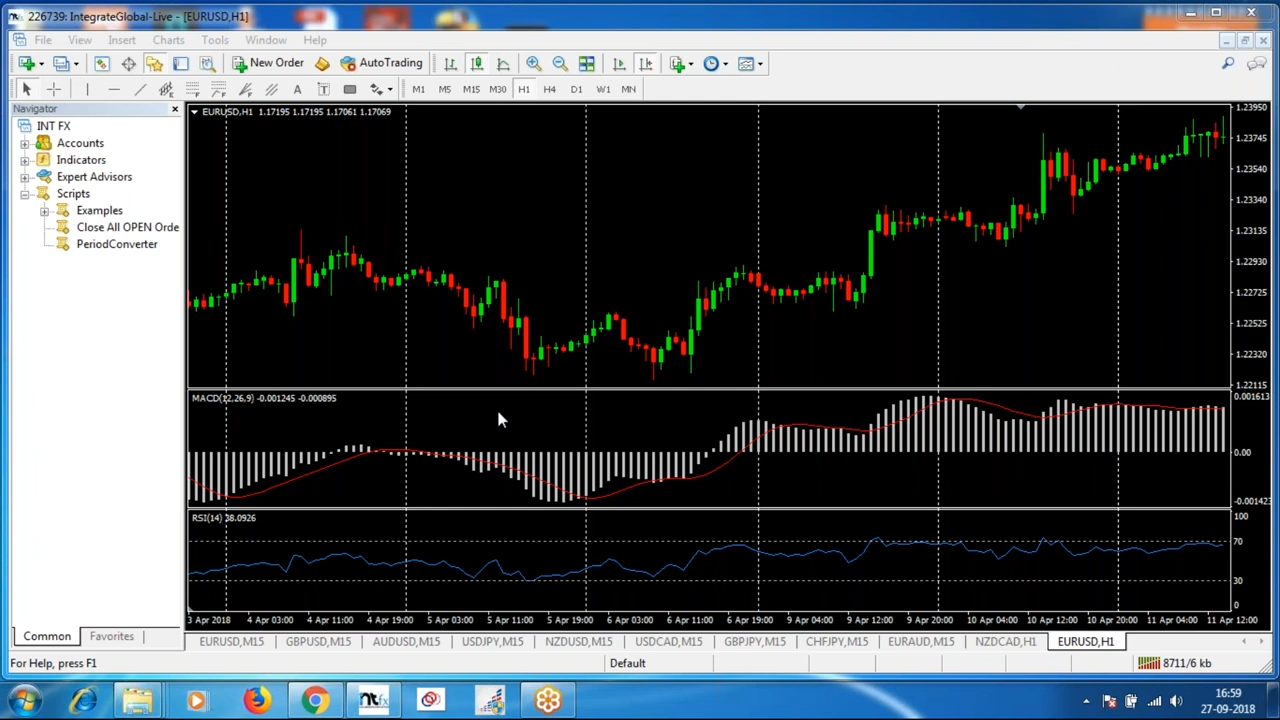 226739: IntegrateGlobal-Live - [EURUSD,H1]
File View Insert Charts Tools Window Help
New Order AutoTrading
A T M1 M5 M15 M30 H1 H4 D1 W1 MN
Navigator
INT FX
Accounts
Indicators
Expert Advisors
Scripts
Examples
Close All OPEN Orde
PeriodConverter
Common Favorites
EURUSD,H1 1.17195 1.17195 1.17061 1.17069
1.23950
1.23745
1.23540
1.23340
1.23135
1.22930
1.22725
1.22525
1.22320
1.22115
MACD(12,26,9) -0.001245 -0.000895
0.001613
0.00
-0.001423
RSI(14) 38.0926
100
70
30
0
3 Apr 2018 4 Apr 03:00 4 Apr 11:00 4 Apr 19:00 5 Apr 03:00 5 Apr 11:00 5 Apr 19:00 6 Apr 03:00 6 Apr 11:00 6 Apr 19:00 9 Apr 04:00 9 Apr 12:00 9 Apr 20:00 10 Apr 04:00 10 Apr 12:00 10 Apr 20:00 11 Apr 04:00 11 Apr 12:00
EURUSD,M15 GBPUSD,M15 AUDUSD,M15 USDJPY,M15 NZDUSD,M15 USDCAD,M15 GBPJPY,M15 CHFJPY,M15 EURAUD,M15 NZDCAD,H1 EURUSD,H1
For Help, press F1 Default 8711/6 kb
ntfx
16:59
27-09-2018